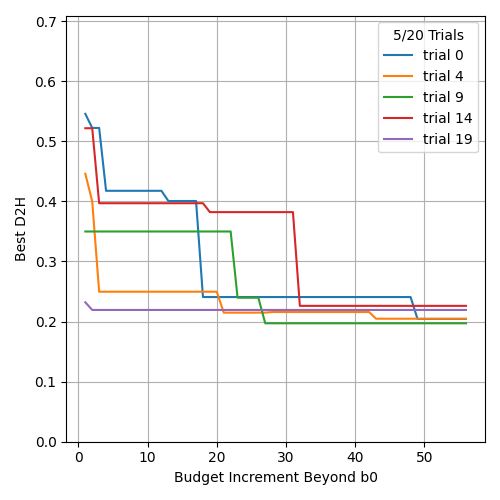 0.7
0.6
0.5
0.4
0.3
0.2
0.1
0.0
Best D2H
0 10 20 30 40 50
Budget Increment Beyond b0
5/20 Trials
trial 0
trial 4
trial 9
trial 14
trial 19